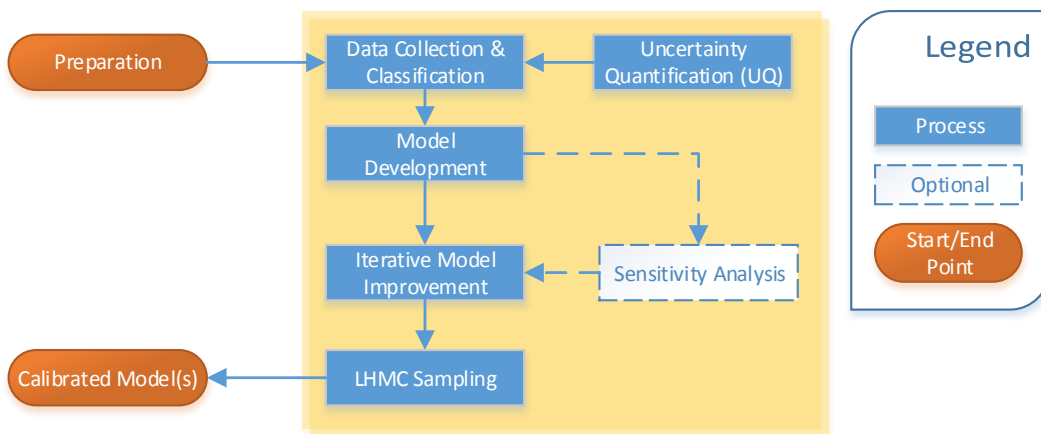 Preparation
Data Collection &
Classification
Uncertainty
Quantification (UQ)
Model
Development
Iterative Model
Improvement
Sensitivity Analysis
LHMC Sampling
Calibrated Model(s)
Legend
Process
Optional
Start/End
Point